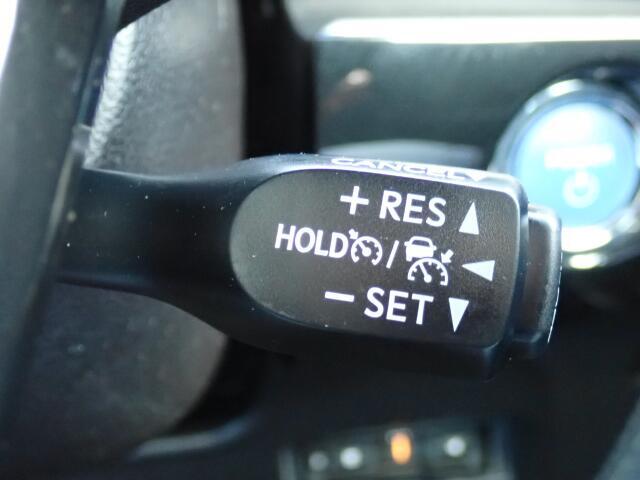 CANCEL
+ RES
HOLD /
− SET